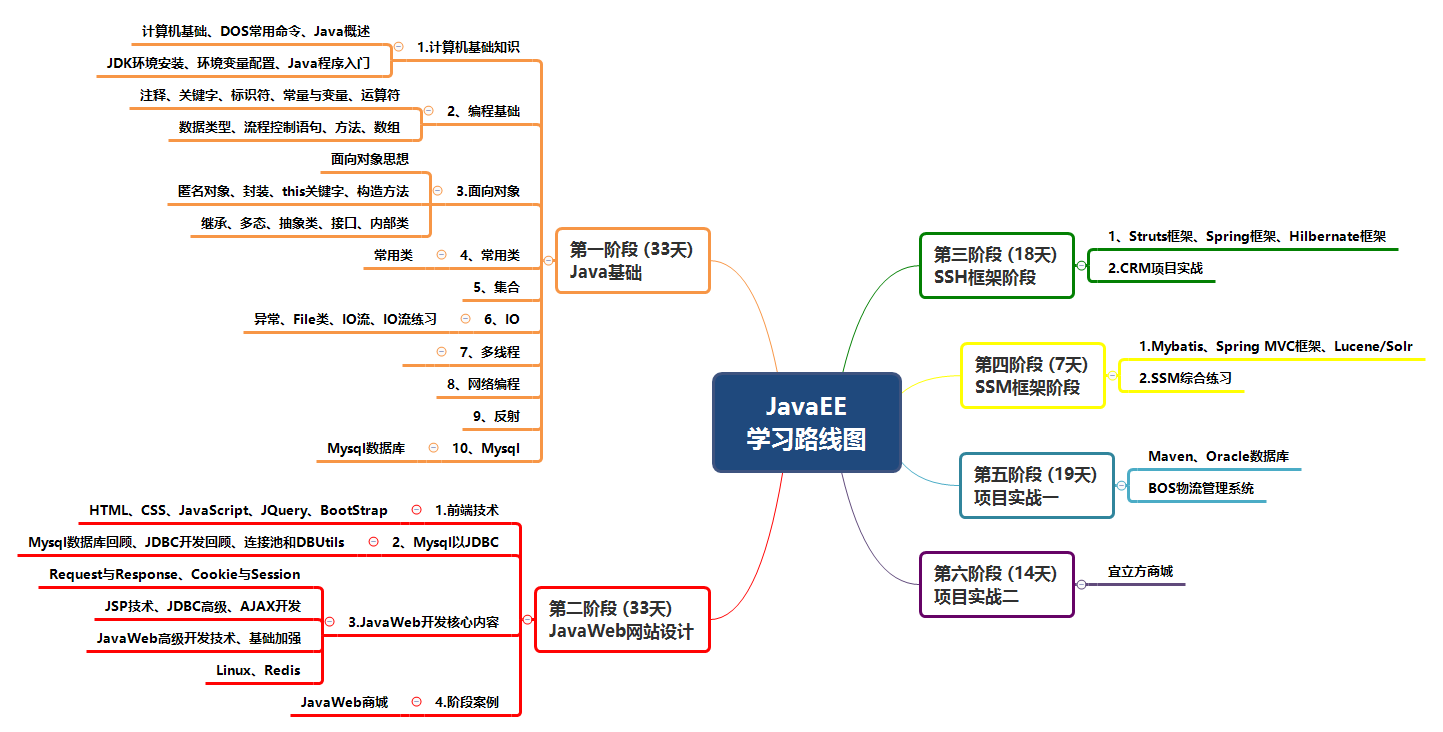 JavaEE
学习路线图
第一阶段 (33天)
Java基础
1.计算机基础知识
计算机基础、DOS常用命令、Java概述
JDK环境安装、环境变量配置、Java程序入门
2、编程基础
注释、关键字、标识符、常量与变量、运算符
数据类型、流程控制语句、方法、数组
3.面向对象
面向对象思想
匿名对象、封装、this关键字、构造方法
继承、多态、抽象类、接口、内部类
4、常用类
常用类
5、集合
6、IO
异常、File类、IO流、IO流练习
7、多线程
8、网络编程
9、反射
10、Mysql
Mysql数据库
第二阶段 (33天)
JavaWeb网站设计
1.前端技术
HTML、CSS、JavaScript、JQuery、BootStrap
2、Mysql以JDBC
Mysql数据库回顾、JDBC开发回顾、连接池和DBUtils
3.JavaWeb开发核心内容
Request与Response、Cookie与Session
JSP技术、JDBC高级、AJAX开发
JavaWeb高级开发技术、基础加强
Linux、Redis
4.阶段案例
JavaWeb商城
第三阶段 (18天)
SSH框架阶段
1、Struts框架、Spring框架、Hilbernate框架
2.CRM项目实战
第四阶段 (7天)
SSM框架阶段
1.Mybatis、Spring MVC框架、Lucene/Solr
2.SSM综合练习
第五阶段 (19天)
项目实战一
Maven、Oracle数据库
BOS物流管理系统
第六阶段 (14天)
项目实战二
宜立方商城